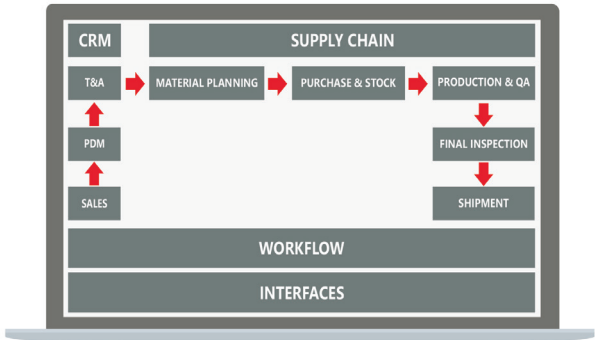 CRM
SUPPLY CHAIN
T&A
MATERIAL PLANNING
PURCHASE & STOCK
PRODUCTION & QA
PDM
FINAL INSPECTION
SALES
SHIPMENT
WORKFLOW
INTERFACES